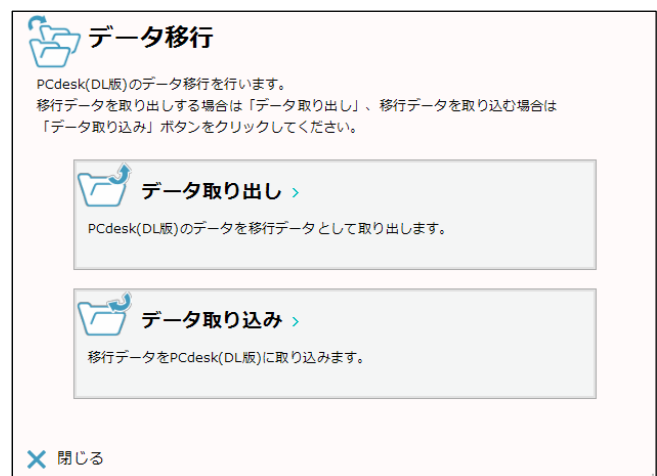 データ移行
PCdesk(DL版)のデータ移行を行います。
移行データを取り出しする場合は「データ取り出し」、移行データを取り込む場合は
「データ取り込み」ボタンをクリックしてください。
データ取り出し >
PCdesk(DL版)のデータを移行データとして取り出します。
データ取り込み >
移行データをPCdesk(DL版)に取り込みます。
閉じる